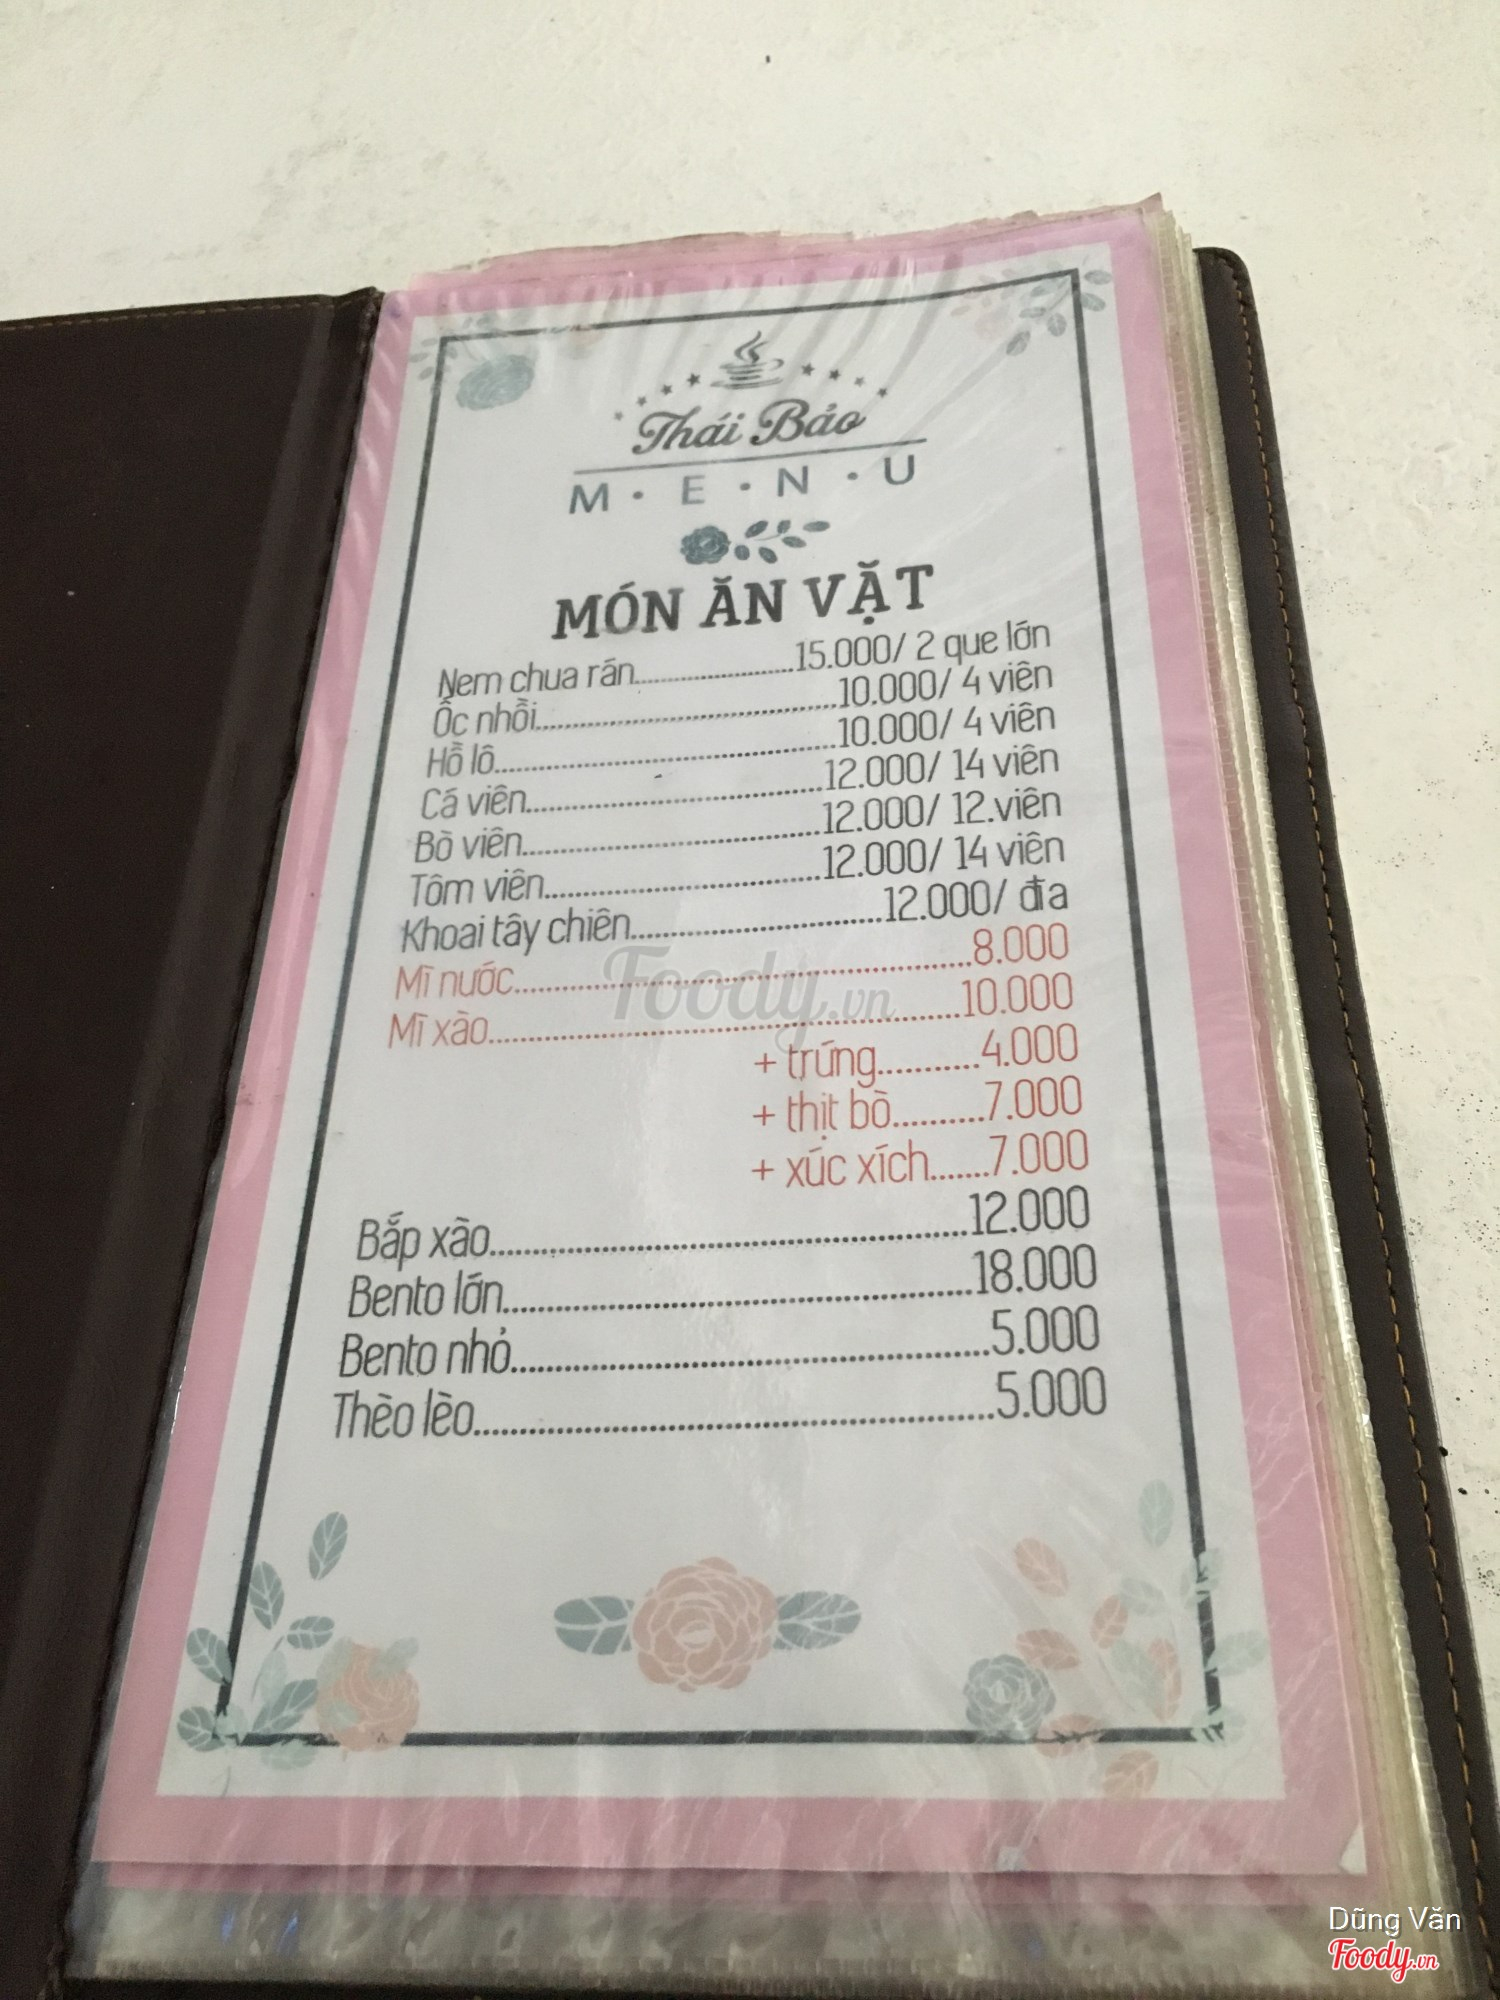 Thái Bảo
M · E · N · U
MÓN ĂN VẶT
Nem chua rán....................15.000/ 2 que lớn
Ốc nhồi....................10.000/ 4 viên
Hồ lô....................10.000/ 4 viên
Cá viên....................12.000/ 14 viên
Bò viên....................12.000/ 12.viên
Tôm viên....................12.000/ 14 viên
Khoai tây chiên....................12.000/ đĩa
Mì nước....................8.000
Mì xào....................10.000
+ trứng...........4.000
+ thịt bò..........7.000
+ xúc xích.......7.000
Bắp xào....................12.000
Bento lớn....................18.000
Bento nhỏ....................5.000
Thèo lèo....................5.000
Foody.vn
Dũng Văn
Foody.vn